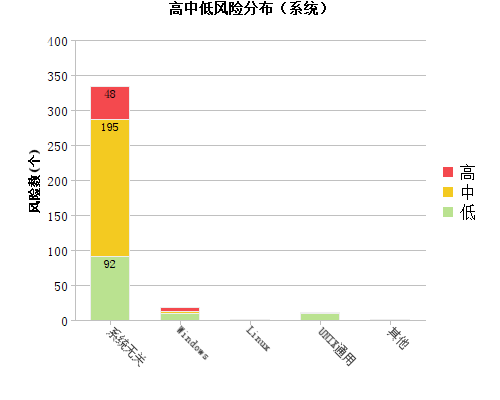 高中低风险分布（系统）
400
350
300
250
200
150
100
50
0
风险数(个)
48
195
92
系统无关
Windows
Linux
UNIX通用
其他
高
中
低